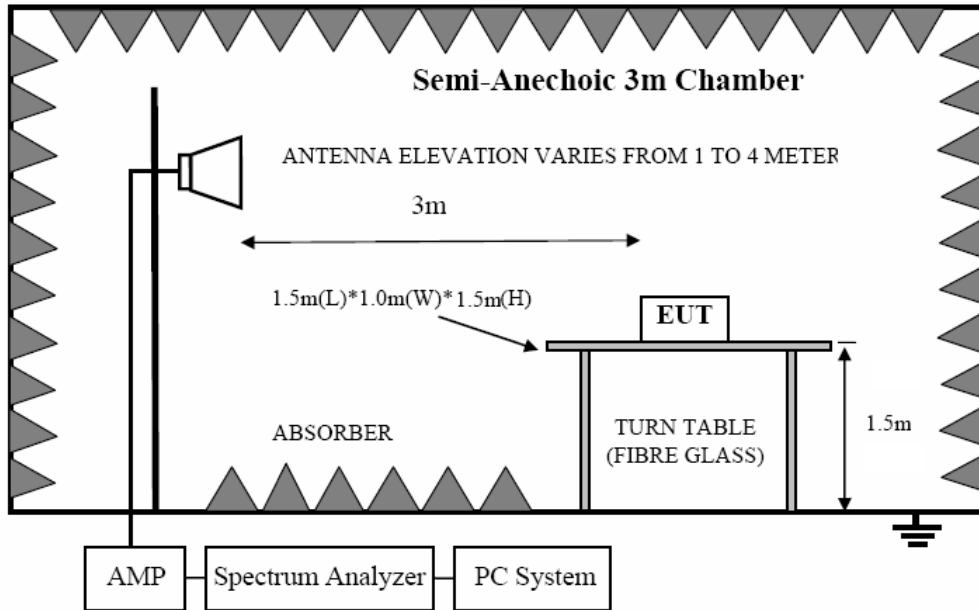 Semi-Anechoic 3m Chamber
ANTENNA ELEVATION VARIES FROM 1 TO 4 METER
3m
1.5m(L)*1.0m(W)*1.5m(H)
EUT
ABSORBER
TURN TABLE
(FIBRE GLASS)
1.5m
AMP
Spectrum Analyzer
PC System